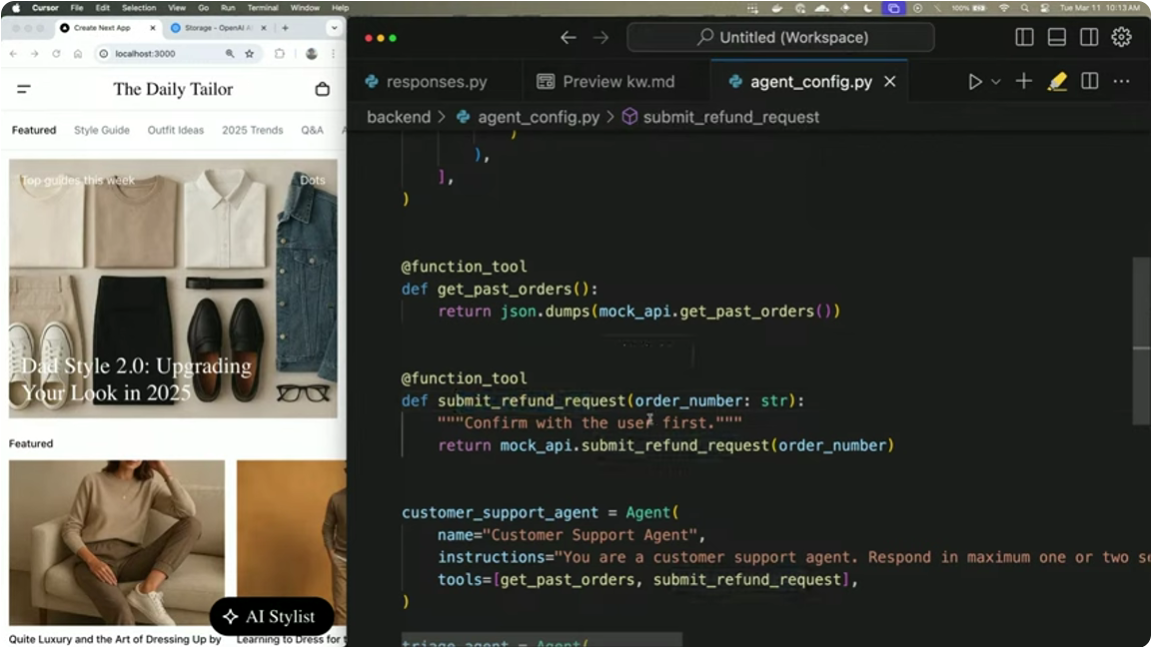 Cursor File Edit Selection View Go Run Terminal Window Help
100% Tue Mar 11 10:13 AM
Create Next App
Storage - OpenAI
localhost:3000
Untitled (Workspace)
The Daily Tailor
responses.py
Preview kw.md
agent_config.py
Featured Style Guide Outfit Ideas 2025 Trends Q&A
backend > agent_config.py > submit_refund_request
Top guides this week
Dots
Dad Style 2.0: Upgrading
Your Look in 2025
Featured
AI Stylist
Quite Luxury and the Art of Dressing Up by
Learning to Dress for
)
),
],
)
@function_tool
def get_past_orders():
return json.dumps(mock_api.get_past_orders())
@function_tool
def submit_refund_request(order_number: str):
"""Confirm with the user first."""
return mock_api.submit_refund_request(order_number)
customer_support_agent = Agent(
name="Customer Support Agent",
instructions="You are a customer support agent. Respond in maximum one or two se
tools=[get_past_orders, submit_refund_request],
)
triage_agent = Agent(